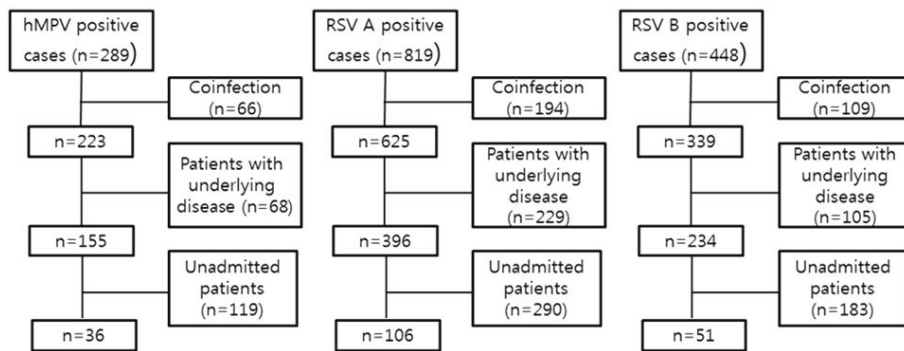 hMPV positive
cases (n=289)
Coinfection
(n=66)
n=223
Patients with
underlying
disease (n=68)
n=155
Unadmitted
patients
(n=119)
n=36
RSV A positive
cases (n=819)
Coinfection
(n=194)
n=625
Patients with
underlying
disease
(n=229)
n=396
Unadmitted
patients
(n=290)
n=106
RSV B positive
cases (n=448)
Coinfection
(n=109)
n=339
Patients with
underlying
disease
(n=105)
n=234
Unadmitted
patients
(n=183)
n=51